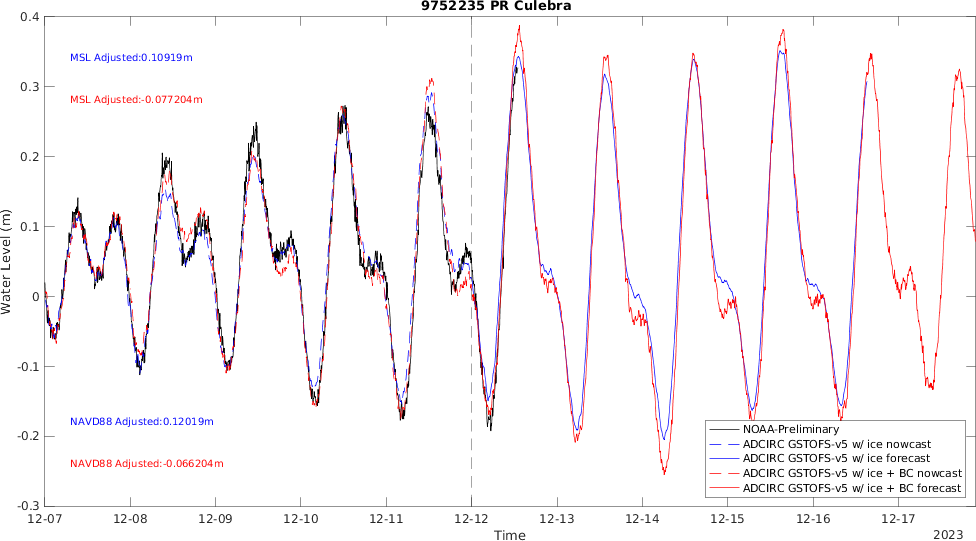 9752235 PR Culebra
0.4
0.3
0.2
0.1
0
-0.1
-0.2
-0.3
Water Level (m)
MSL Adjusted:0.10919m
MSL Adjusted:-0.077204m
NAVD88 Adjusted:0.12019m
NAVD88 Adjusted:-0.066204m
NOAA-Preliminary
ADCIRC GSTOFS-v5 w/ ice nowcast
ADCIRC GSTOFS-v5 w/ ice forecast
ADCIRC GSTOFS-v5 w/ ice + BC nowcast
ADCIRC GSTOFS-v5 w/ ice + BC forecast
12-07 12-08 12-09 12-10 12-11 12-12 12-13 12-14 12-15 12-16 12-17
Time
2023